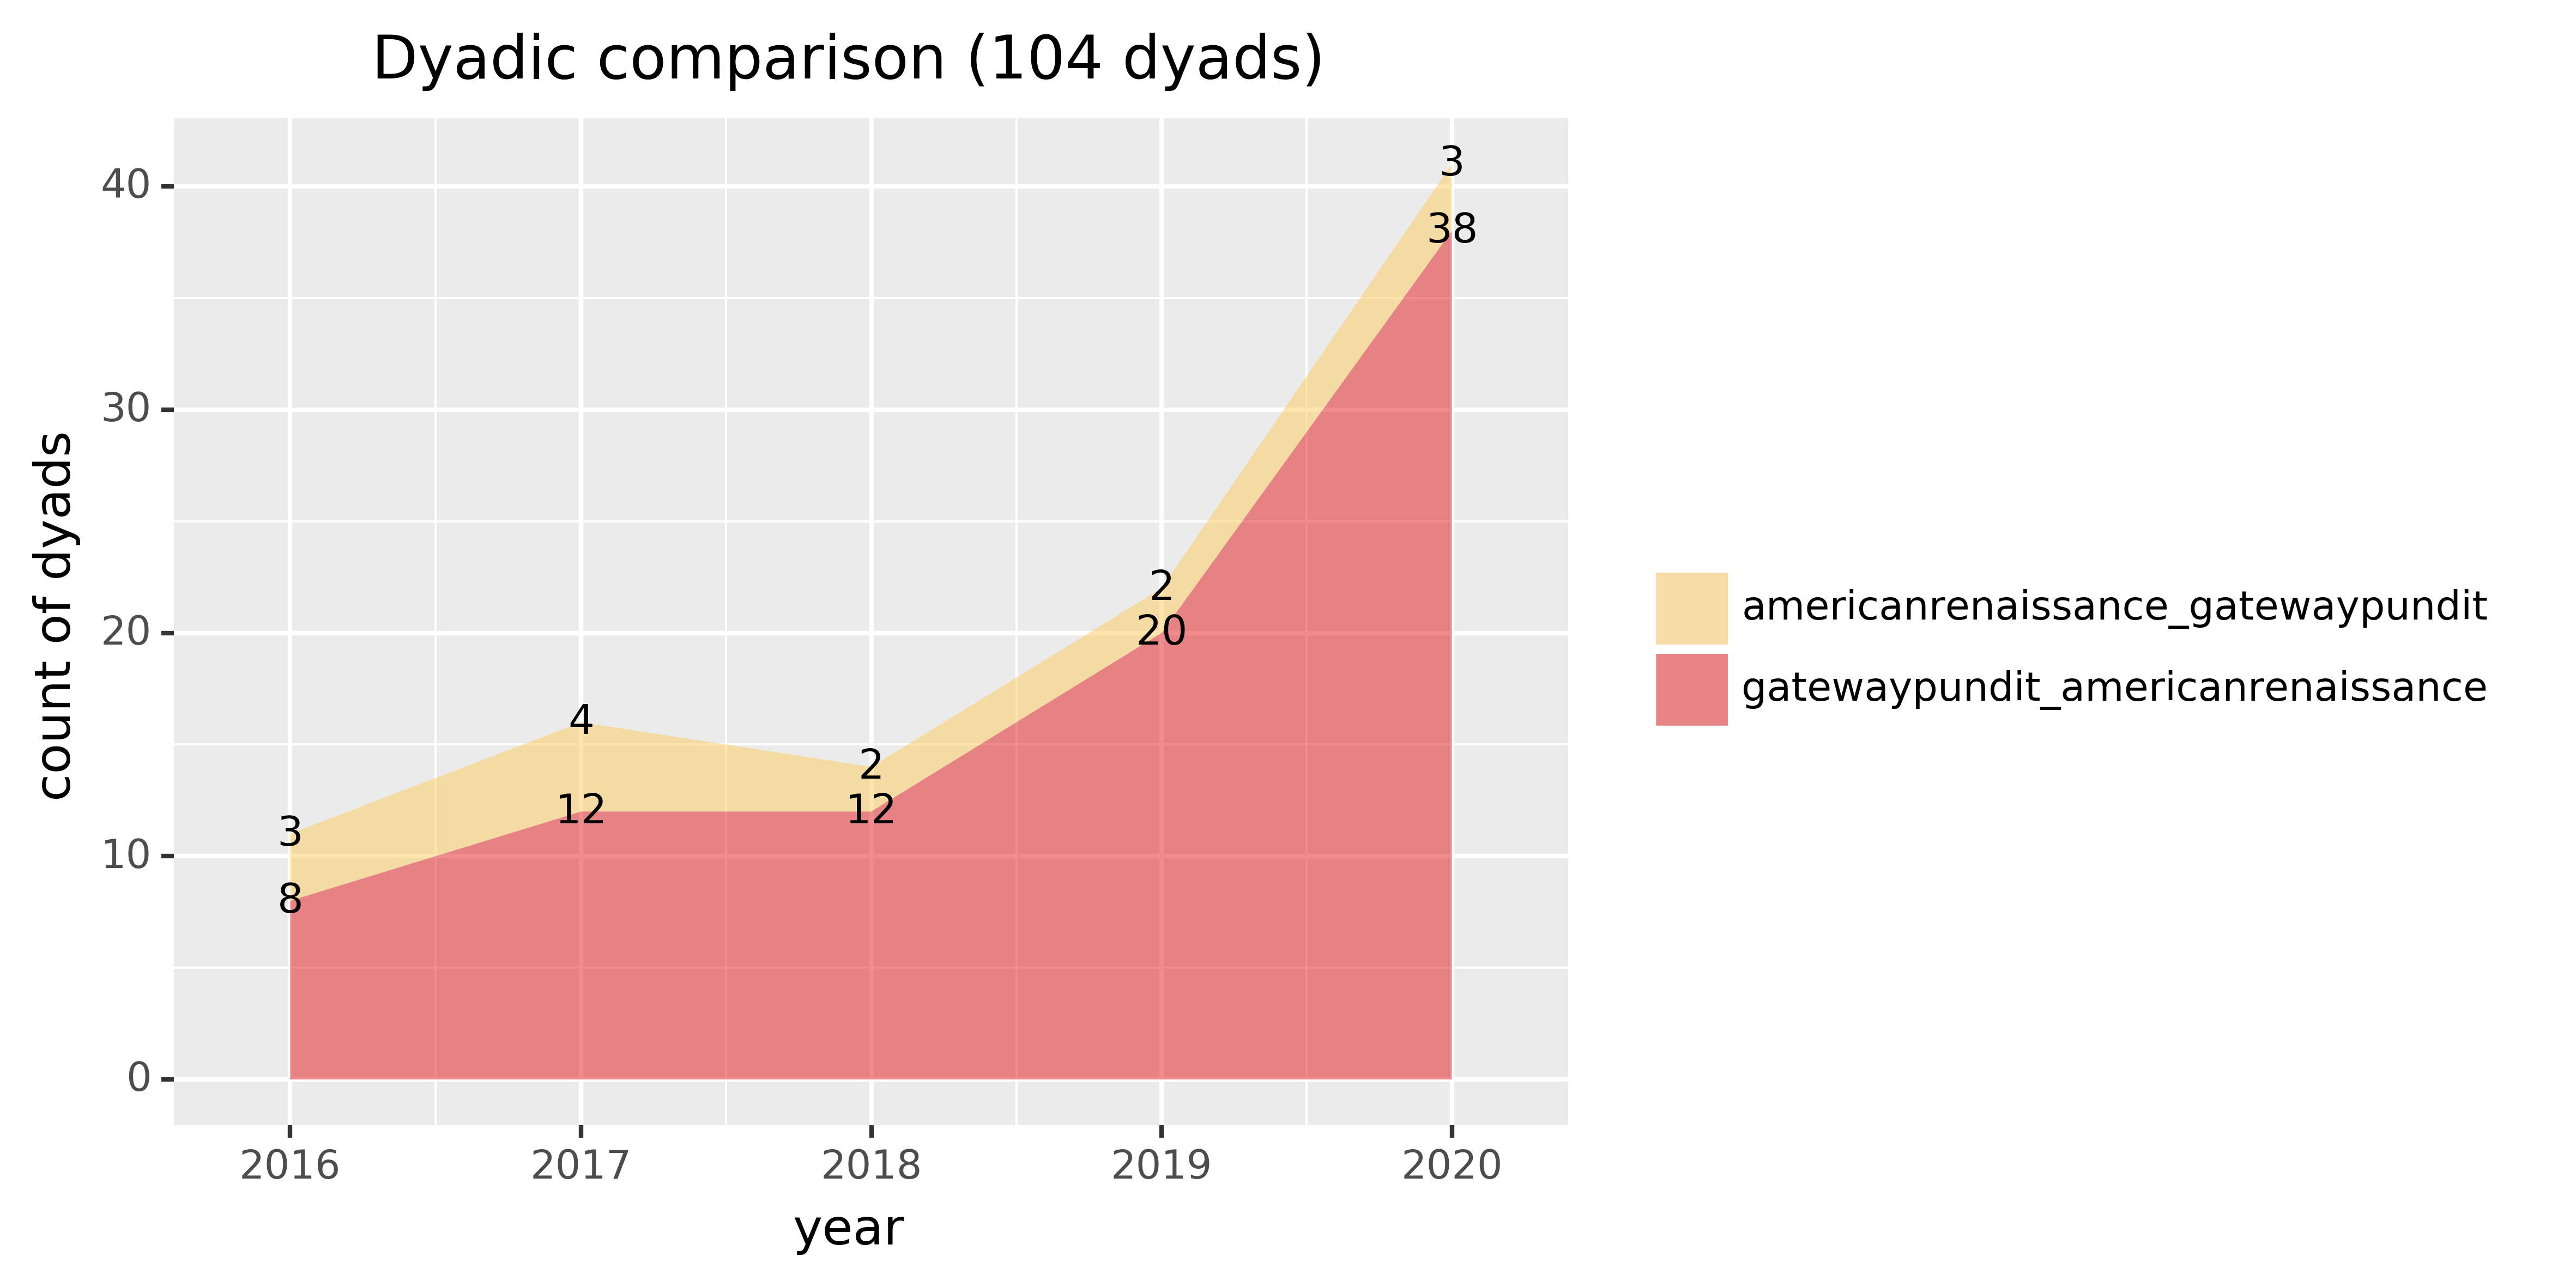 Dyadic comparison (104 dyads)
count of dyads
40
30
20
10
0
3
38
2
20
4
12
2
12
3
8
2016 2017 2018 2019 2020
year
americanrenaissance_gatewaypundit
gatewaypundit_americanrenaissance